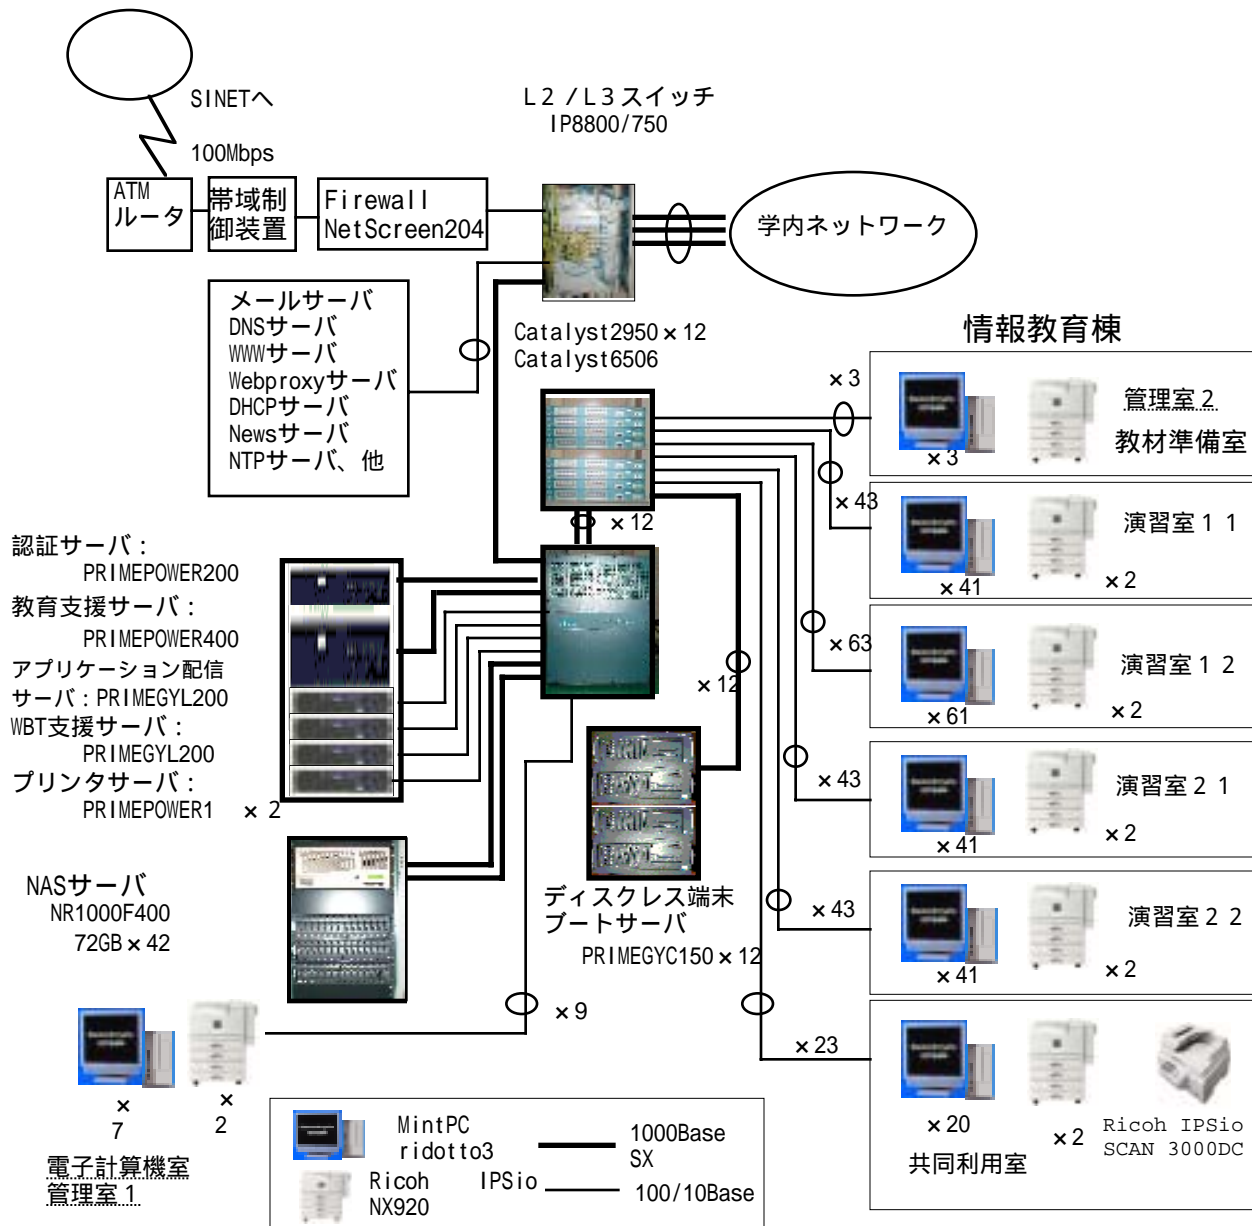 SINETへ
100Mbps
L2/L3スイッチ
IP8800/750
ATM
ルータ
帯域制
御装置
Firewall
NetScreen204
学内ネットワーク
メールサーバ
DNSサーバ
WWWサーバ
Webproxyサーバ
DHCPサーバ
Newsサーバ
NTPサーバ、他
Catalyst2950×12
Catalyst6506
情報教育棟
×3
×3
管理室2
教材準備室
×43
×41
×2
演習室11
×63
×61
×2
演習室12
×43
×41
×2
演習室21
×43
×41
×2
演習室22
×23
×20
×2
Ricoh IPSio
SCAN 3000DC
共同利用室
×12
×12
認証サーバ：
PRIMEPOWER200
教育支援サーバ：
PRIMEPOWER400
アプリケーション配信
サーバ：PRIMEGYL200
WBT支援サーバ：
PRIMEGYL200
プリンタサーバ：
PRIMEPOWER1 ×2
NASサーバ
NR1000F400
72GB×42
ディスクレス端末
ブートサーバ
PRIMEGYC150×12
×9
×
7
×
2
電子計算機室
管理室1
MintPC
ridotto3
1000Base
SX
Ricoh IPSio
NX920
100/10Base